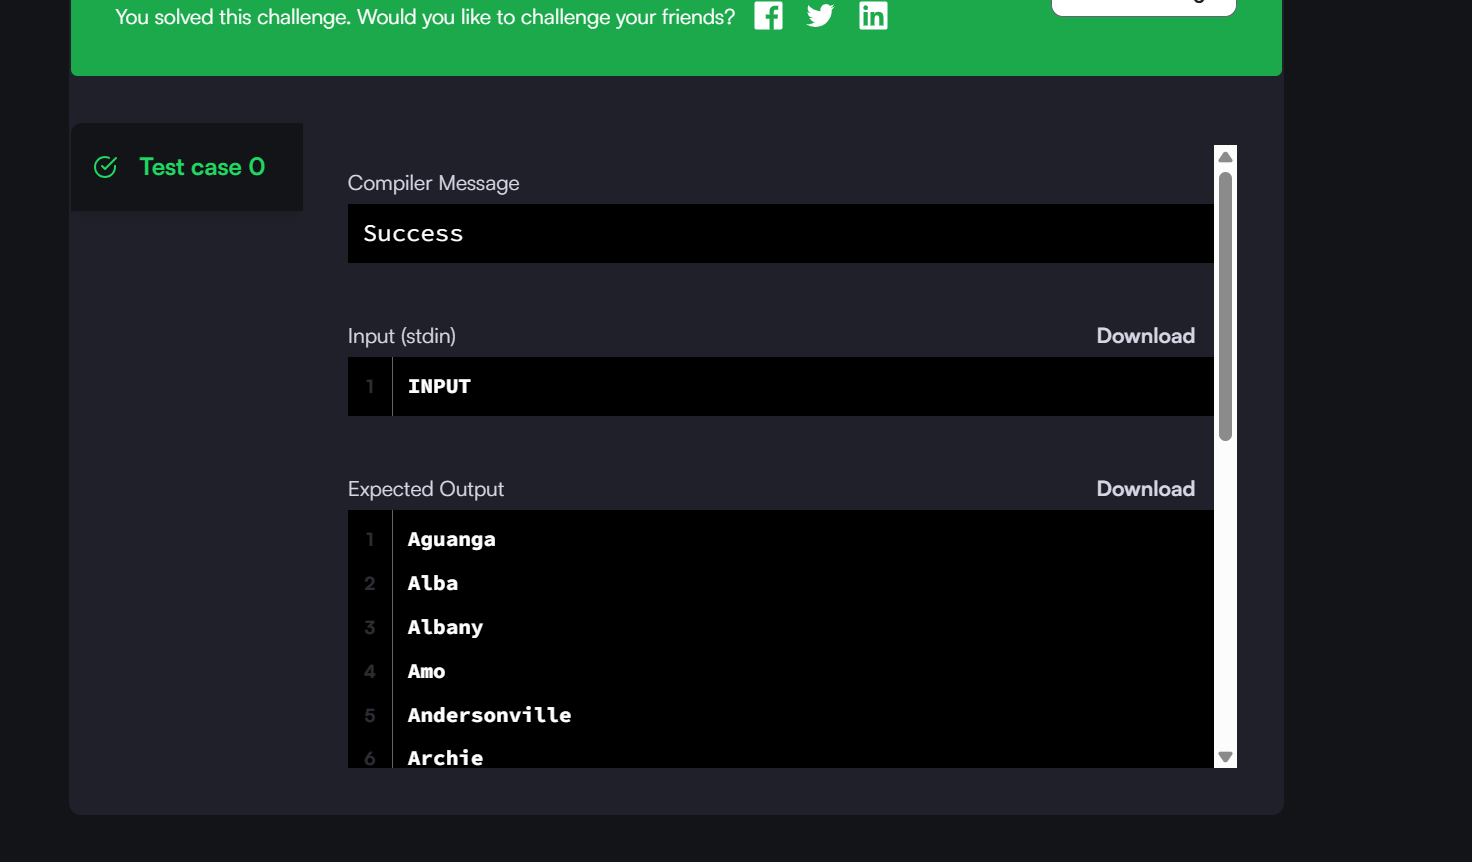 You solved this challenge. Would you like to challenge your friends?
Test case 0
Compiler Message
Success
Input (stdin) Download
1 INPUT
Expected Output Download
1 Aguanga
2 Alba
3 Albany
4 Amo
5 Andersonville
6 Archie